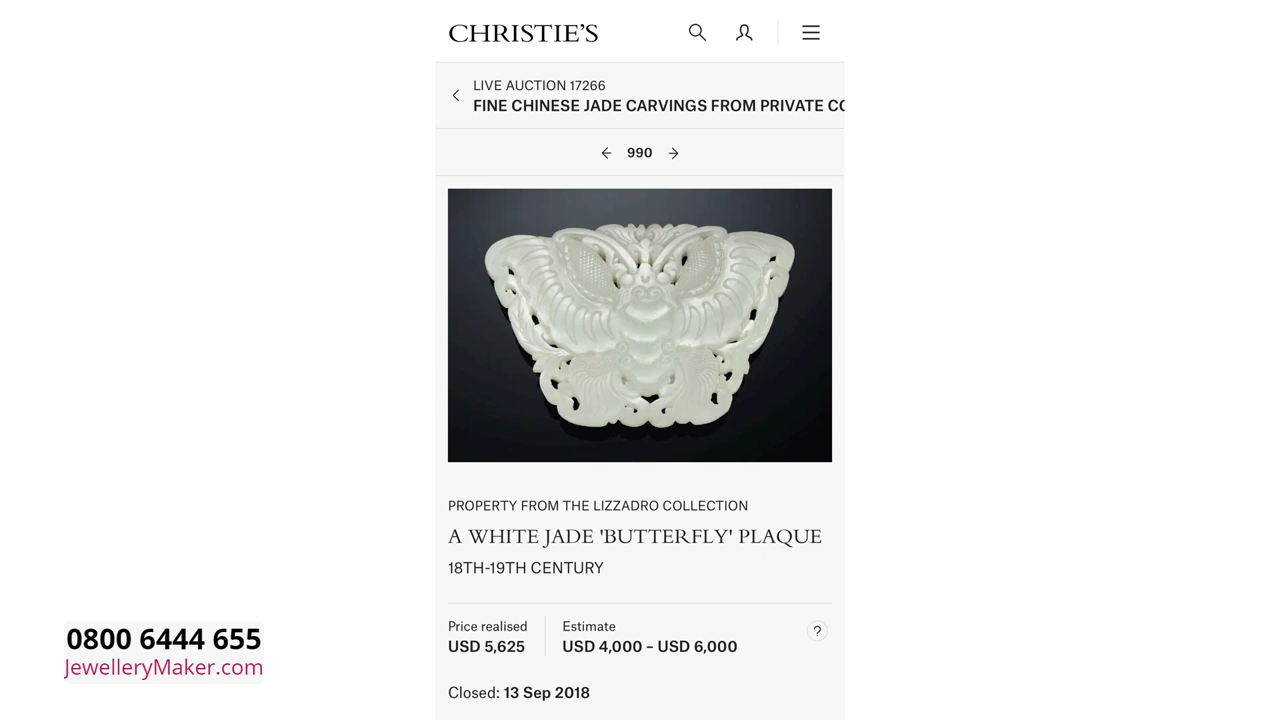 CHRISTIE'S
LIVE AUCTION 17266
FINE CHINESE JADE CARVINGS FROM PRIVATE
990
PROPERTY FROM THE LIZZADRO COLLECTION
A WHITE JADE 'BUTTERFLY' PLAQUE
18TH-19TH CENTURY
Price realised
USD 5,625
Estimate
USD 4,000 – USD 6,000
?
Closed: 13 Sep 2018
0800 6444 655
JewelleryMaker.com